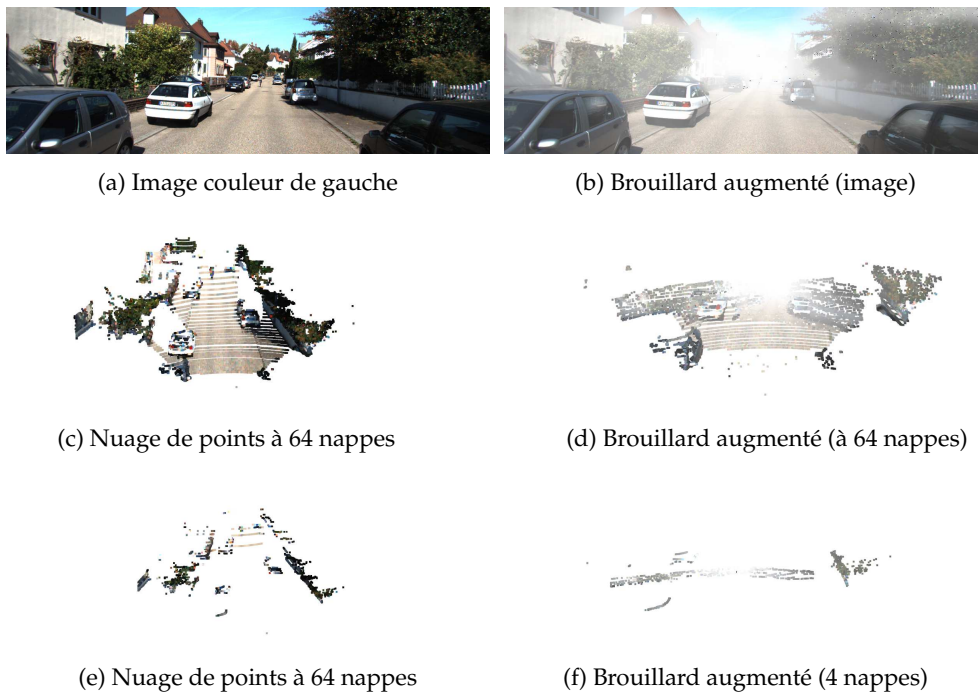 (a) Image couleur de gauche
(b) Brouillard augmenté (image)
(c) Nuage de points à 64 nappes
(d) Brouillard augmenté (à 64 nappes)
(e) Nuage de points à 64 nappes
(f) Brouillard augmenté (4 nappes)